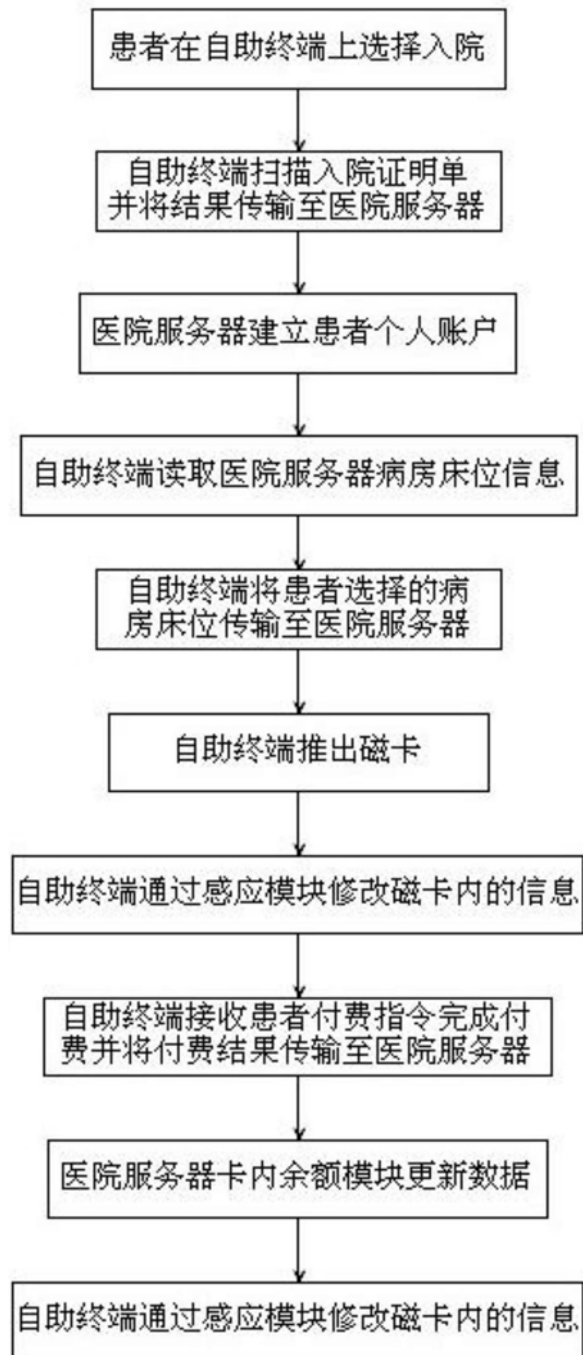 患者在自助终端上选择入院
自助终端扫描入院证明单
并将结果传输至医院服务器
医院服务器建立患者个人账户
自助终端读取医院服务器病房床位信息
自助终端将患者选择的病
房床位传输至医院服务器
自助终端推出磁卡
自助终端通过感应模块修改磁卡内的信息
自助终端接收患者付费指令完成付
费并将付费结果传输至医院服务器
医院服务器卡内余额模块更新数据
自助终端通过感应模块修改磁卡内的信息